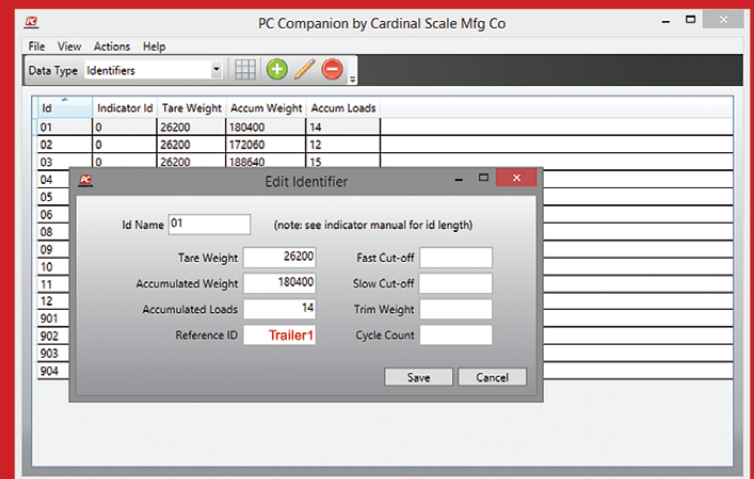 PC PC Companion by Cardinal Scale Mfg Co
File View Actions Help
Data Type Identifiers
Id Indicator Id Tare Weight Accum Weight Accum Loads
01 0 26200 180400 14
02 0 26200 172060 12
03 0 26200 188640 15
04
05
06
08
09
10
11
12
901
902
903
904
PC Edit Identifier
Id Name 01 (note: see indicator manual for id length)
Tare Weight 26200 Fast Cut-off
Accumulated Weight 180400 Slow Cut-off
Accumulated Loads 14 Trim Weight
Reference ID Trailer1 Cycle Count
Save Cancel